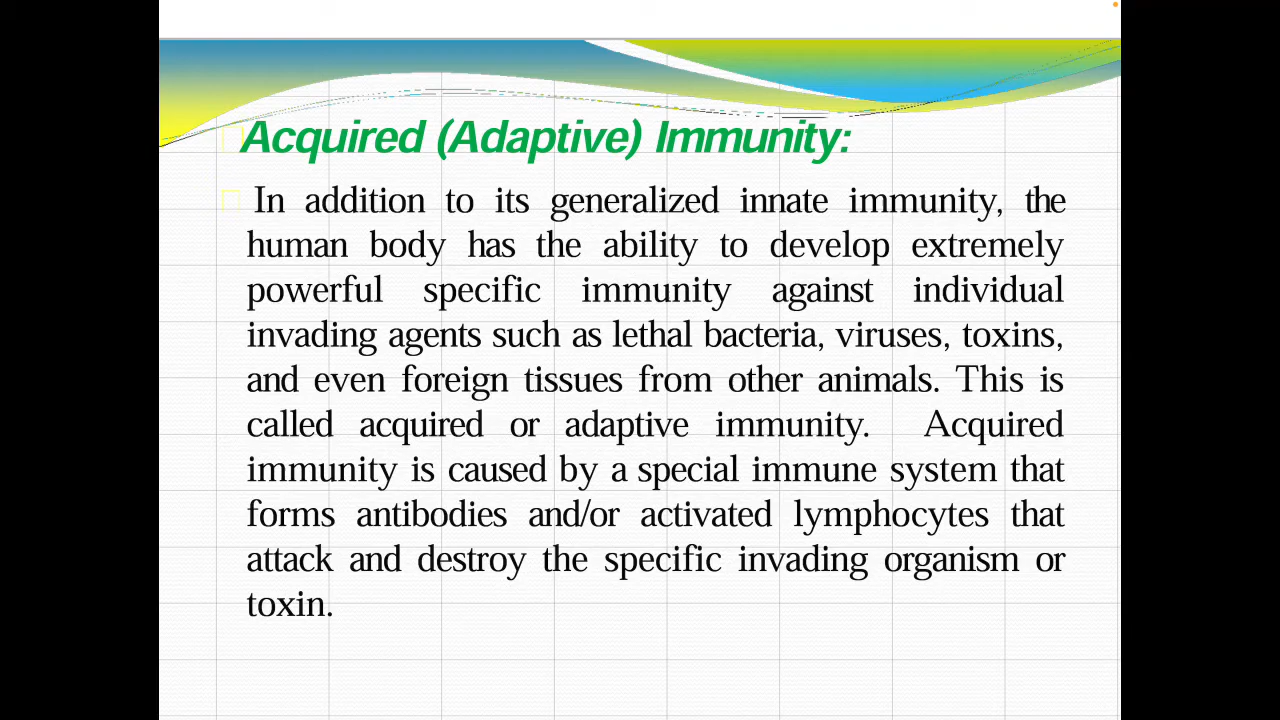 Acquired (Adaptive) Immunity:
In addition to its generalized innate immunity, the
human body has the ability to develop extremely
powerful specific immunity against individual
invading agents such as lethal bacteria, viruses, toxins,
and even foreign tissues from other animals. This is
called acquired or adaptive immunity. Acquired
immunity is caused by a special immune system that
forms antibodies and/or activated lymphocytes that
attack and destroy the specific invading organism or
toxin.